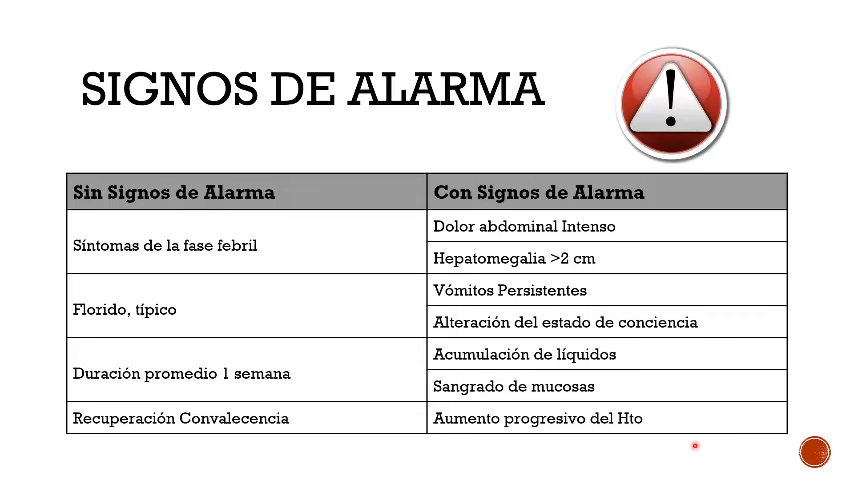 SIGNOS DE ALARMA
Sin Signos de Alarma
Con Signos de Alarma
Síntomas de la fase febril
Dolor abdominal Intenso
Hepatomegalia >2 cm
Florido, típico
Vómitos Persistentes
Alteración del estado de conciencia
Duración promedio 1 semana
Acumulación de líquidos
Sangrado de mucosas
Recuperación Convalecencia
Aumento progresivo del Hto